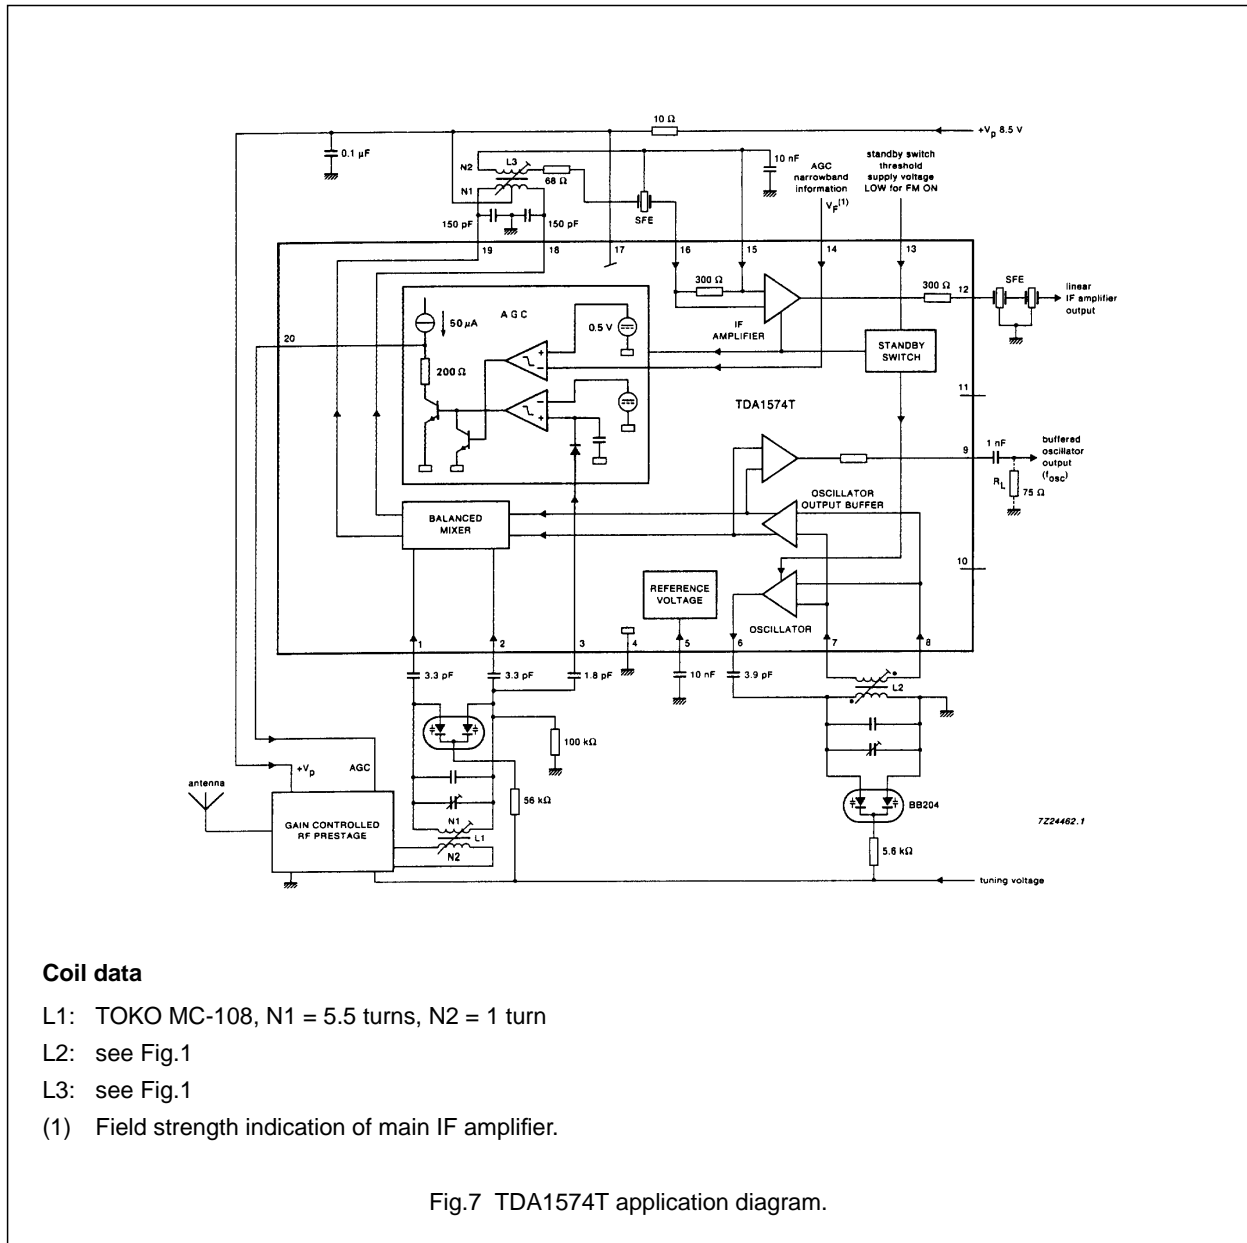 10 Ω
+Vp 8.5 V
0.1 µF
N2
L3
N1
68 Ω
SFE
10 nF
AGC
narrowband
information
VF(1)
standby switch
threshold
supply voltage
LOW for FM ON
150 pF
150 pF
19
18
17
16
15
14
13
300 Ω
300 Ω
12
SFE
linear
IF amplifier
output
50 µA
AGC
0.5 V
IF
AMPLIFIER
STANDBY
SWITCH
20
200 Ω
11
TDA1574T
1 nF
9
buffered
oscillator
output
(fosc)
RL
75 Ω
OSCILLATOR
OUTPUT BUFFER
BALANCED
MIXER
10
REFERENCE
VOLTAGE
OSCILLATOR
1
2
3
4
5
6
7
8
3.3 pF
3.3 pF
1.8 pF
10 nF
3.9 pF
L2
100 kΩ
+Vp
AGC
antenna
56 kΩ
BB204
GAIN CONTROLLED
RF PRESTAGE
N1
L1
N2
7Z24462.1
5.6 kΩ
tuning voltage
Coil data
L1: TOKO MC-108, N1 = 5.5 turns, N2 = 1 turn
L2: see Fig.1
L3: see Fig.1
(1) Field strength indication of main IF amplifier.
Fig.7 TDA1574T application diagram.